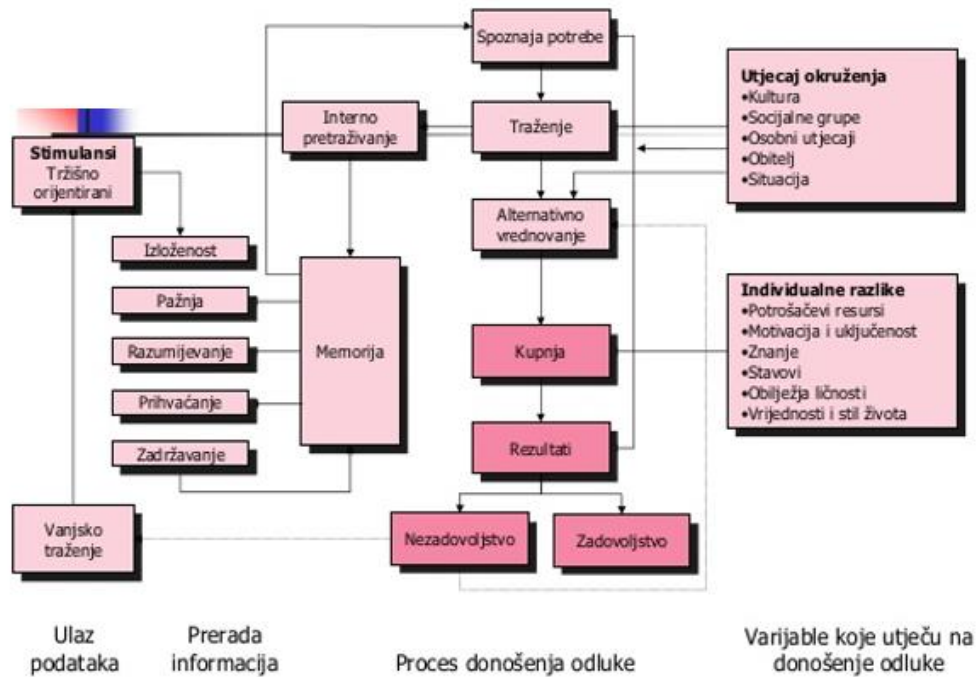 Spoznaja potrebe
Interno
pretraživanje
Traženje
Utjecaj okruženja
•Kultura
•Socijalne grupe
•Osobni utjecaji
•Obitelj
•Situacija
Stimulansi
Tržišno
orijentirani
Alternativno
vrednovanje
Izloženost
Pažnja
Razumijevanje
Prihvaćanje
Zadržavanje
Memorija
Kupnja
Individualne razlike
•Potrošačevi resursi
•Motivacija i uključenost
•Znanje
•Stavovi
•Obilježja ličnosti
•Vrijednosti i stil života
Rezultati
Vanjsko
traženje
Nezadovoljstvo
Zadovoljstvo
Ulaz
podataka
Prerada
informacija
Proces donošenja odluke
Varijable koje utječu na
donošenje odluke